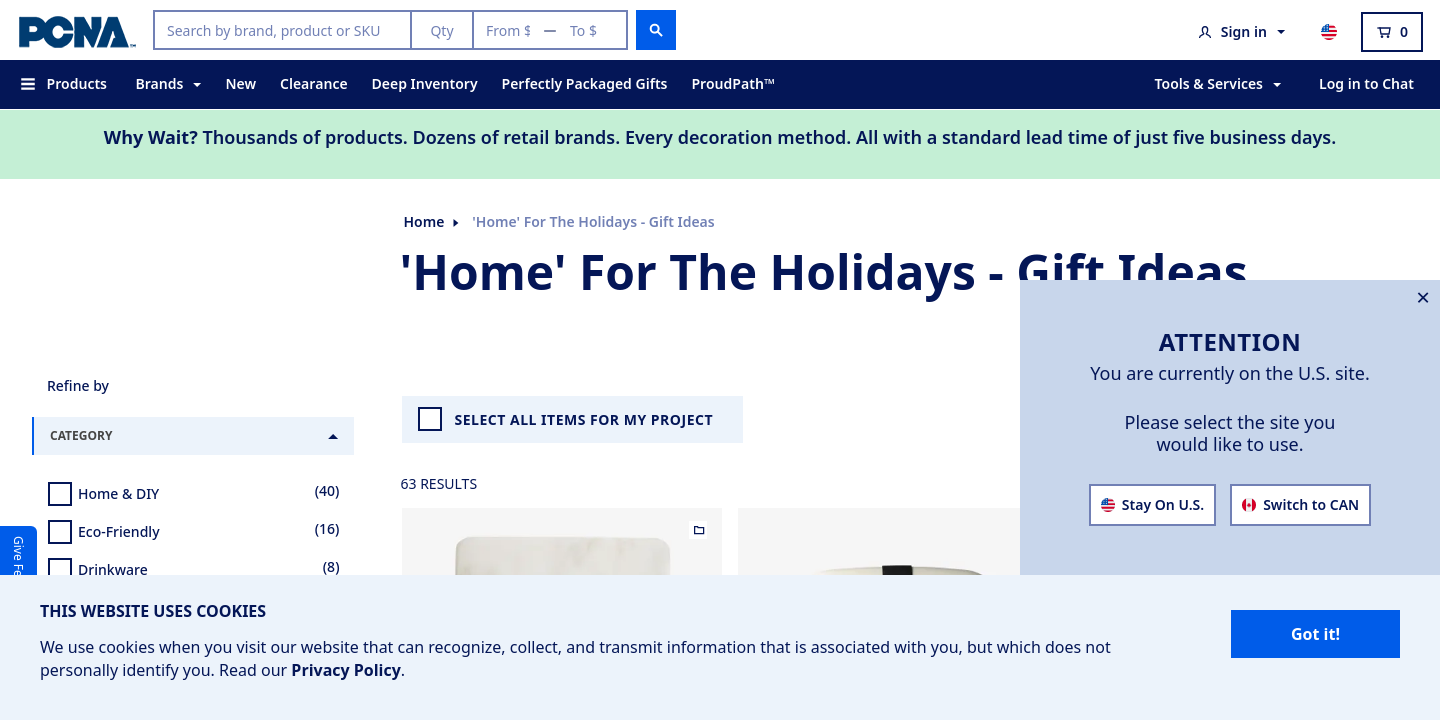 PCNA™
Search by brand, product or SKU
Qty
From $ — To $
Sign in
0
Products
Brands
New
Clearance
Deep Inventory
Perfectly Packaged Gifts
ProudPath™
Tools & Services
Log in to Chat
Why Wait? Thousands of products. Dozens of retail brands. Every decoration method. All with a standard lead time of just five business days.
Home
'Home' For The Holidays - Gift Ideas
'Home' For The Holidays - Gift Ideas
ATTENTION
You are currently on the U.S. site.
Please select the site you
would like to use.
Stay On U.S.
Switch to CAN
Refine by
CATEGORY
Home & DIY (40)
Eco-Friendly (16)
Drinkware (8)
SELECT ALL ITEMS FOR MY PROJECT
63 RESULTS
Give Fe
THIS WEBSITE USES COOKIES
We use cookies when you visit our website that can recognize, collect, and transmit information that is associated with you, but which does not
personally identify you. Read our Privacy Policy.
Got it!